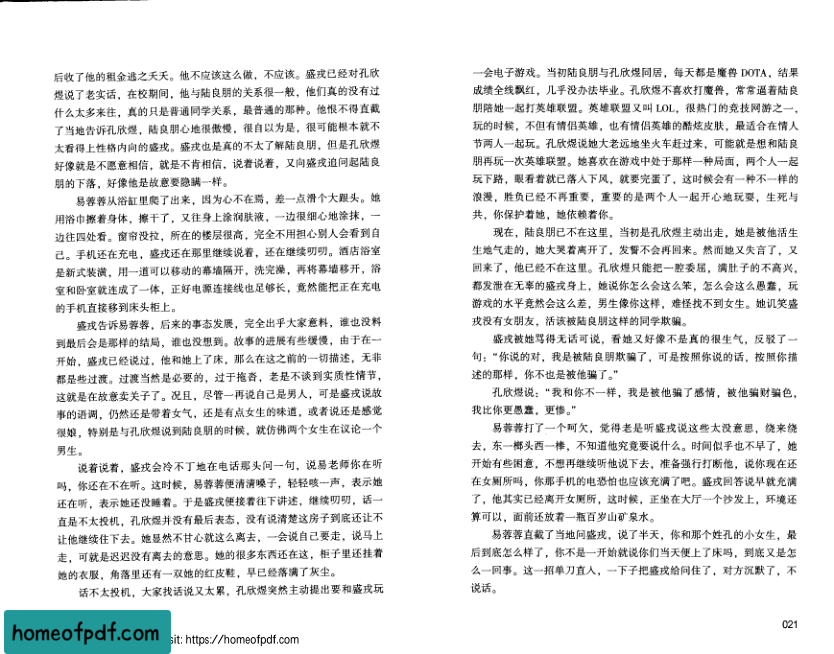 后收了他的租金逃之夭夭。他不应该这么做，不应该。盛戎已经对孔欣
煜说了老实话，在校期间，他与陆良朋的关系很一般，他们真的没有过
什么太多来往，真的只是普通同学关系，最普通的那种。他恨不得直截
了当地告诉孔欣煜，陆良朋心地很傲慢，很自以为是，很可能根本就不
太看得上性格内向的盛戎。盛戎也是真的不太了解陆良朋，但是孔欣煜
好像就是不愿意相信，就是不肯相信，说着说着，又向盛戎追问起陆良
朋的下落，好像他是故意要隐瞒一样。
易蓉蓉从浴缸里爬了出来，因为心不在焉，差一点滑个大跟头。她
用浴巾擦着身体，擦干了，又往身上涂润肤液，一边很细心地涂抹，一
边往四处看。窗帘没拉，所在的楼层很高，完全不用担心别人会看到自
己。手机还在充电，盛戎还在那里继续说着，还在继续叨叨。酒店浴室
是新式装潢，用一道可以移动的幕墙隔开，洗完澡，再将幕墙移开，浴
室和卧室就连成了一体，正好电源连接线也足够长，竟然能把正在充电
的手机直接移到床头柜上。
盛戎告诉易蓉蓉，后来的事态发展，完全出乎大家意料，谁也没料
到最后会是那样的结局，谁也没想到。故事的进展有些缓慢，由于在一
开始，盛戎已经说过，他和她上了床，那么在这之前的一切描述，无非
都是些过渡。过渡当然是必要的，过于拖沓，老是不谈到实质性情节，
这就是在故意卖关子了。况且，尽管一再说自己是男人，可是盛戎说故
事的语调，仍然还是带着女气，还是有点女生的味道，或者说还是感觉
很娘，特别是与孔欣煜说到陆良朋的时候，就仿佛两个女生在议论一个
男生。
说着说着，盛戎会冷不丁地在电话那头问一句，说易老师你在听
吗，你还在不在听。这时候，易蓉蓉便清清嗓子，轻轻咳一声，表示她
还在听，表示她还没睡着。于是盛戎便接着往下讲述，继续叨叨，话一
直是不太投机，孔欣煜并没有最后表态，没有说清楚这房子到底还让不
让他继续住下去。她显然不甘心就这么离去，一会说自己要走，说马上
走，可就是迟迟没有离去的意思。她的很多东西还在这，柜子里还挂着
她的衣服，角落里还有一双她的红皮鞋，早已经落满了灰尘。
话不太投机，大家找话说又太累，孔欣煜突然主动提出要和盛戎玩
一会电子游戏。当初陆良朋与孔欣煜同居，每天都是魔兽 DOTA，结果
成绩全线飘红，几乎没办法毕业。孔欣煜不喜欢打魔兽，常常逼着陆良
朋陪她一起打英雄联盟。英雄联盟又叫 LOL，很热门的竞技网游之一，
玩的时候，不但有情侣英雄，也有情侣英雄的酷炫皮肤，最适合在情人
节两人一起玩。孔欣煜说她大老远地坐火车赶过来，可能就是想和陆良
朋再玩一次英雄联盟。她喜欢在游戏中处于那样一种局面，两个人一起
玩下路，眼看着就已落入下风，就要完蛋了，这时候会有一种不一样的
浪漫，胜负已经不再重要，重要的是两个人一起开心地玩耍，生死与
共，你保护着她，她依赖着你。
现在，陆良朋已不在这里，当初是孔欣煜主动出走，她是被他活生
生地气走的，她大哭着离开了，发誓不会再回来。然而她又失言了，又
回来了，他已经不在这里。孔欣煜只能把一腔委屈，满肚子的不高兴，
都发泄在无辜的盛戎身上，她说你怎么会这么笨，怎么会这么愚蠢，玩
游戏的水平竟然会这么差，男生像你这样，难怪找不到女生。她讥笑盛
戎没有女朋友，活该被陆良朋这样的同学欺骗。
盛戎被她骂得无话可说，看她又好像不是真的很生气，反驳了一
句：“你说的对，我是被陆良朋欺骗了，可是按照你说的话，按照你描
述的那样，你不也是被他骗了。”
孔欣煜说：“我和你不一样，我是被他骗了感情，被他骗财骗色，
我比你更愚蠢，更惨。”
易蓉蓉打了一个呵欠，觉得老是听盛戎说这些太没意思，绕来绕
去，东一榔头西一棒，不知道他究竟要说什么。时间似乎也不早了，她
开始有些困意，不想再继续听他说下去，准备强行打断他，说你现在还
在女厕所吗，你那手机的电恐怕也应该充满了吧。盛戎回答说早就充满
了，他其实已经离开女厕所，这时候，正坐在大厅一个沙发上，环境还
算可以，面前还放着一瓶百岁山矿泉水。
易蓉蓉直截了当地问盛戎，说了半天，你和那个姓孔的小女生，最
后到底怎么样了，你不是一开始就说你们当天便上了床吗，到底又是怎
么一回事。这一招单刀直入，一下子把盛戎给问住了，对方沉默了，不
说话。
021
homeofpdf.com
sit: https://homeofpdf.com